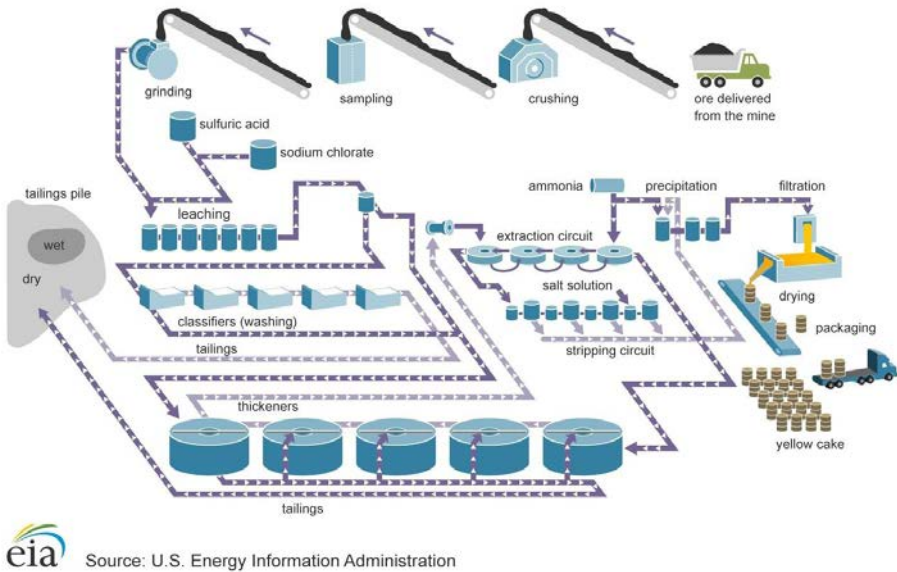 grinding
sampling
crushing
ore delivered
from the mine
sulfuric acid
sodium chlorate
tailings pile
wet
dry
leaching
ammonia
precipitation
filtration
extraction circuit
salt solution
drying
classifiers (washing)
packaging
tailings
stripping circuit
thickeners
yellow cake
tailings
eia
Source: U.S. Energy Information Administration